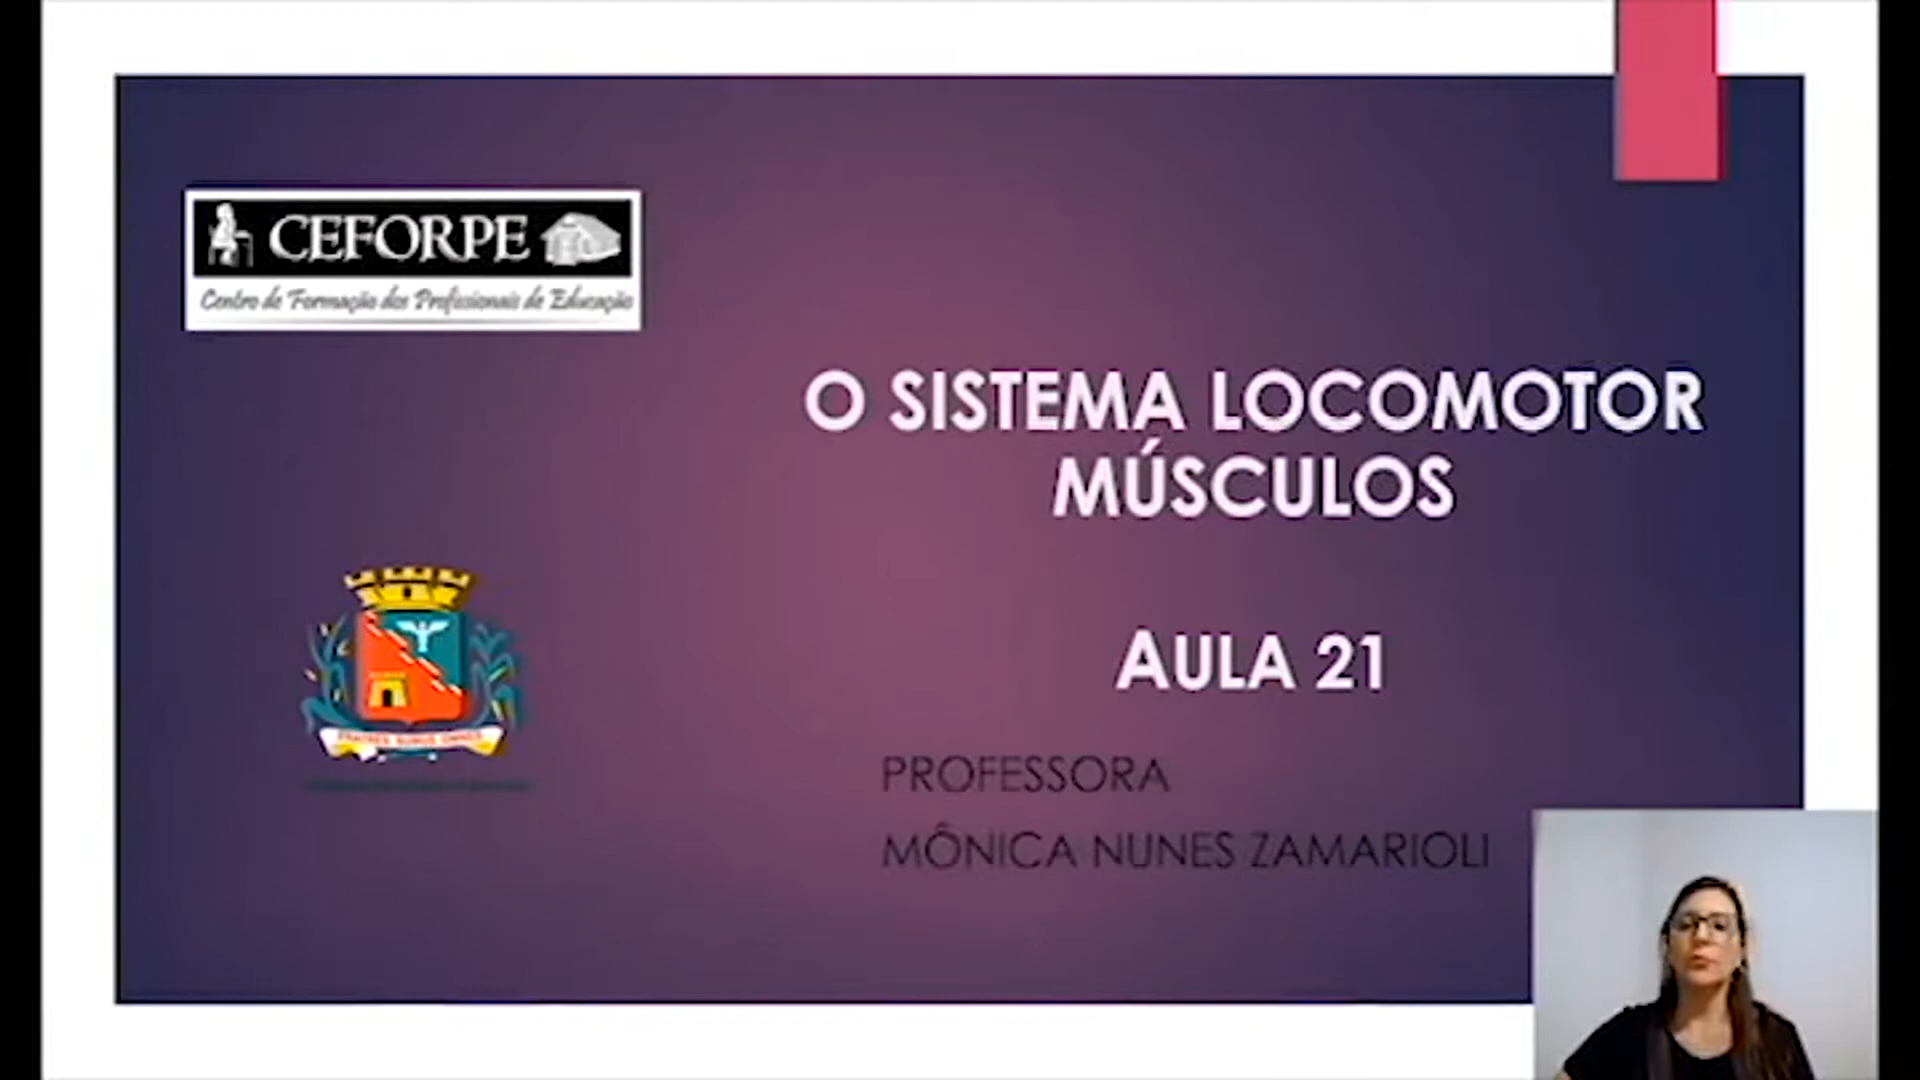 CEFORPE
Centro de Formação dos Profissionais de Educação
O SISTEMA LOCOMOTOR
MÚSCULOS
AULA 21
PROFESSORA
MÔNICA NUNES ZAMARIOLI